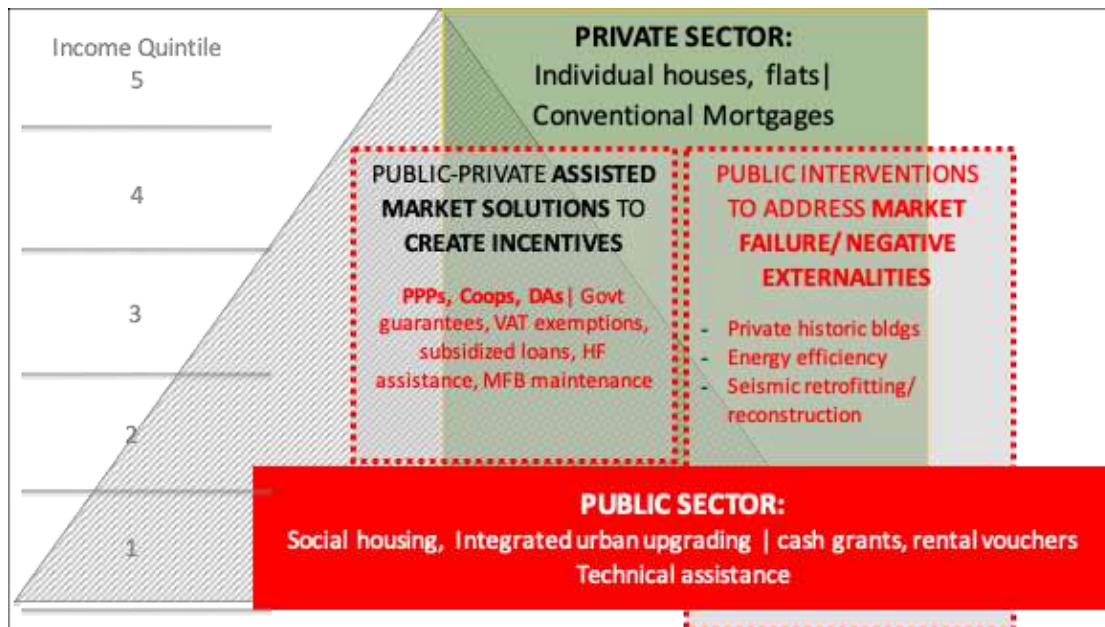 Income Quintile
5
4
3
2
1
PRIVATE SECTOR:
Individual houses, flats|
Conventional Mortgages
PUBLIC-PRIVATE ASSISTED
MARKET SOLUTIONS TO
CREATE INCENTIVES
PPPs, Coops, DAs| Govt
guarantees, VAT exemptions,
subsidized loans, HF
assistance, MFB maintenance
PUBLIC INTERVENTIONS
TO ADDRESS MARKET
FAILURE/ NEGATIVE
EXTERNALITIES
- Private historic bldgs
- Energy efficiency
- Seismic retrofitting/
reconstruction
PUBLIC SECTOR:
Social housing, Integrated urban upgrading | cash grants, rental vouchers
Technical assistance